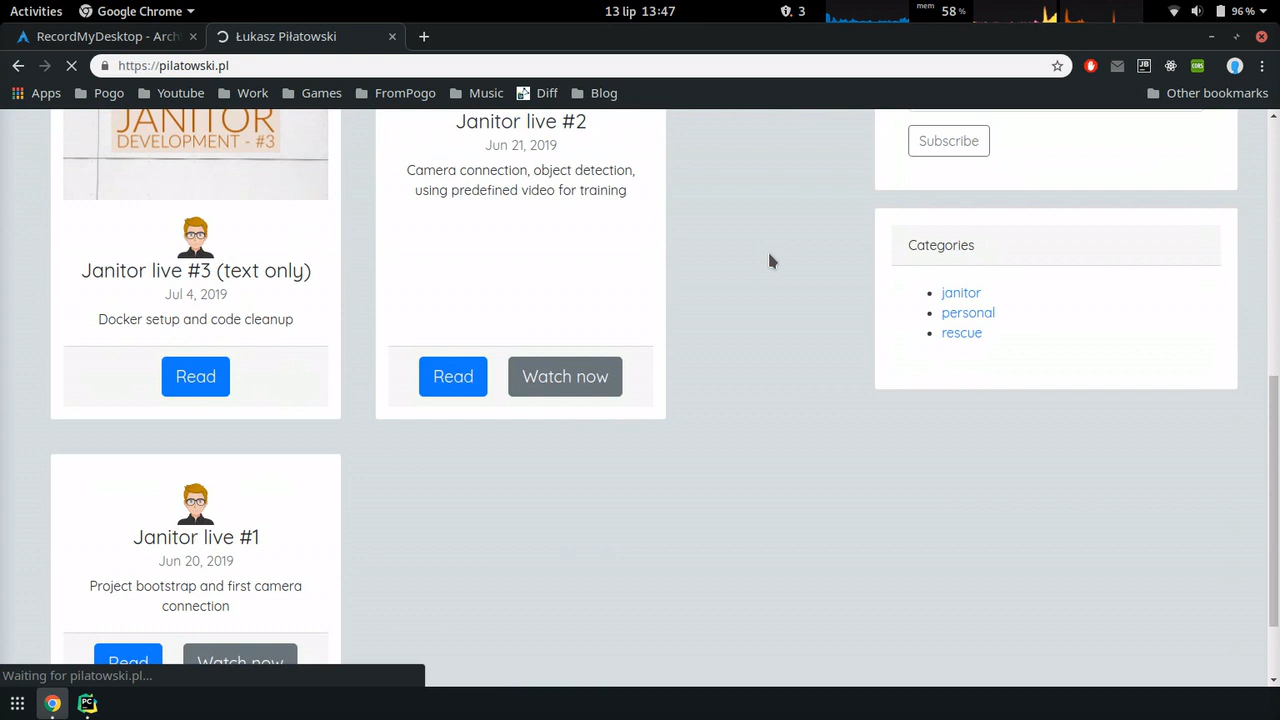 Activities
Google Chrome
13 lip 13:47
3
mem
58 %
96 %
RecordMyDesktop - Arch
Łukasz Piłatowski
https://pilatowski.pl
Apps
Pogo
Youtube
Work
Games
FromPogo
Music
Diff
Blog
Other bookmarks
JANITOR
DEVELOPMENT - #3
Janitor live #3 (text only)
Jul 4, 2019
Docker setup and code cleanup
Read
Janitor live #2
Jun 21, 2019
Camera connection, object detection,
using predefined video for training
Read
Watch now
Subscribe
Categories
janitor
personal
rescue
Janitor live #1
Jun 20, 2019
Project bootstrap and first camera
connection
Read
Watch now
Waiting for pilatowski.pl...